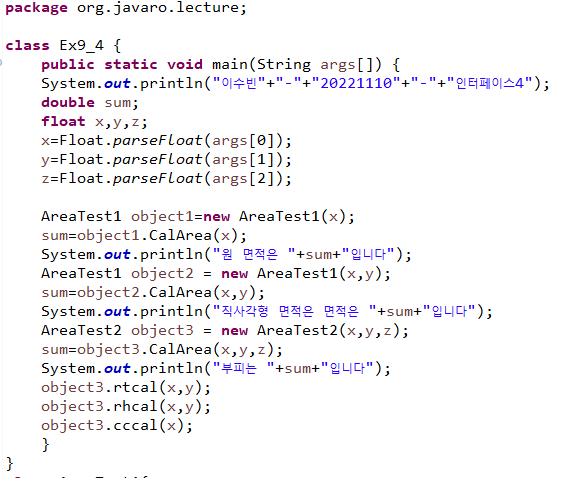 package org.javaro.lecture;
class Ex9_4 {
public static void main(String args[]) {
System.out.println("이수빈"+"-"+"20221110"+"-"+"인터페이스4");
double sum;
float x,y,z;
x=Float.parseFloat(args[0]);
y=Float.parseFloat(args[1]);
z=Float.parseFloat(args[2]);
AreaTest1 object1=new AreaTest1(x);
sum=object1.CalArea(x);
System.out.println("원 면적은 "+sum+"입니다");
AreaTest1 object2 = new AreaTest1(x,y);
sum=object2.CalArea(x,y);
System.out.println("직사각형 면적은 면적은 "+sum+"입니다");
AreaTest2 object3 = new AreaTest2(x,y,z);
sum=object3.CalArea(x,y,z);
System.out.println("부피는 "+sum+"입니다");
object3.rtcal(x,y);
object3.rhcal(x,y);
object3.cccal(x);
}
}